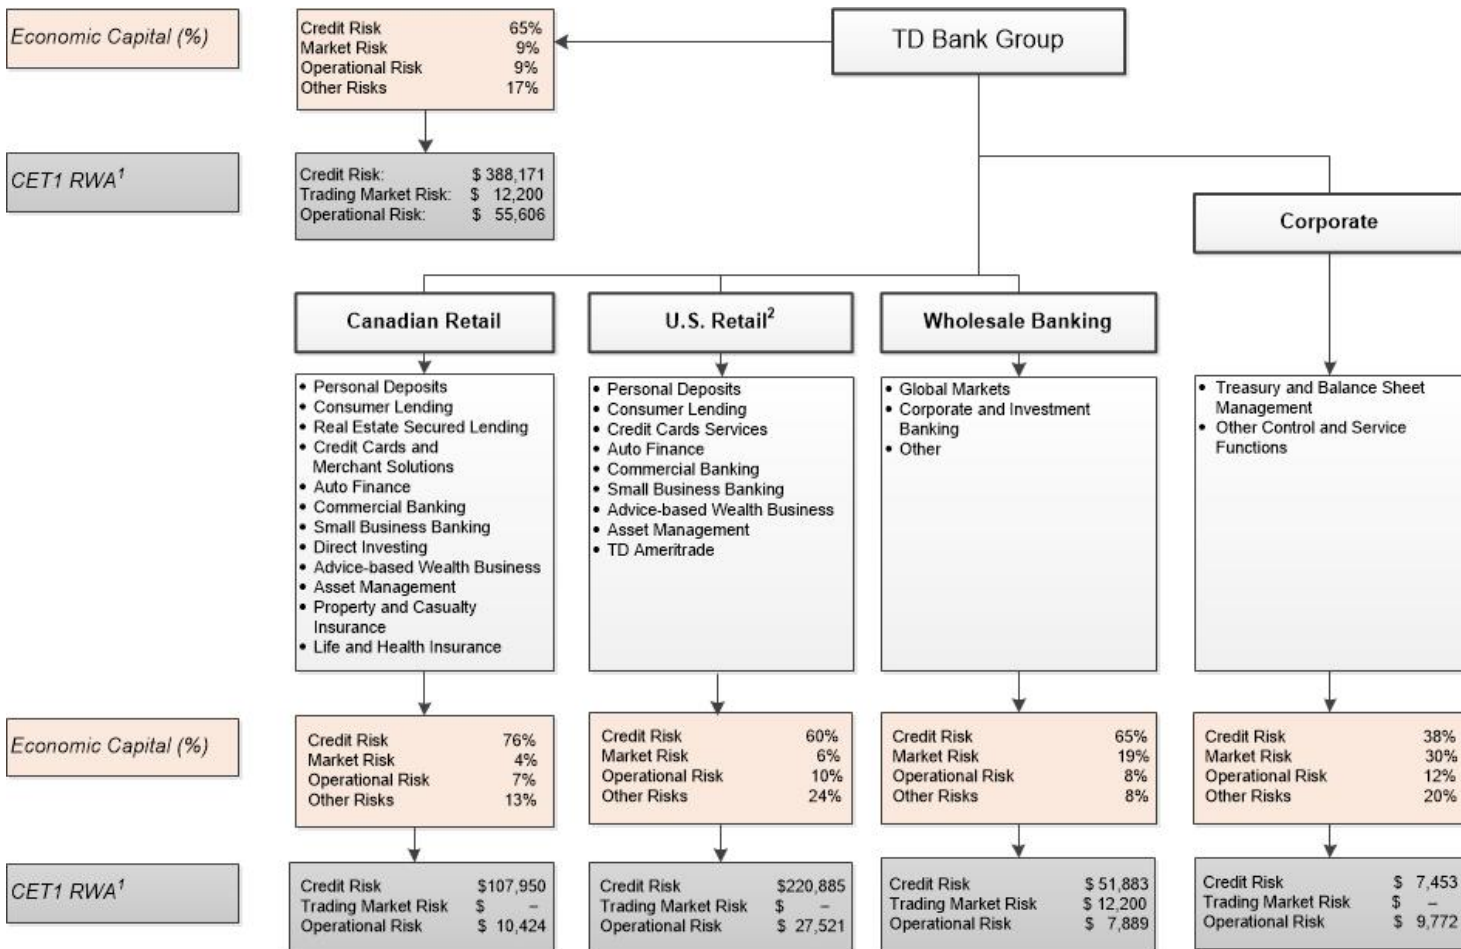 Economic Capital (%)
Credit Risk 65%
Market Risk 9%
Operational Risk 9%
Other Risks 17%
TD Bank Group
CET1 RWA¹
Credit Risk: $ 388,171
Trading Market Risk: $ 12,200
Operational Risk: $ 55,606
Corporate
Canadian Retail
U.S. Retail²
Wholesale Banking
• Personal Deposits
• Consumer Lending
• Real Estate Secured Lending
• Credit Cards and
Merchant Solutions
• Auto Finance
• Commercial Banking
• Small Business Banking
• Direct Investing
• Advice-based Wealth Business
• Asset Management
• Property and Casualty
Insurance
• Life and Health Insurance
• Personal Deposits
• Consumer Lending
• Credit Cards Services
• Auto Finance
• Commercial Banking
• Small Business Banking
• Advice-based Wealth Business
• Asset Management
• TD Ameritrade
• Global Markets
• Corporate and Investment
Banking
• Other
• Treasury and Balance Sheet
Management
• Other Control and Service
Functions
Economic Capital (%)
Credit Risk 76%
Market Risk 4%
Operational Risk 7%
Other Risks 13%
Credit Risk 60%
Market Risk 6%
Operational Risk 10%
Other Risks 24%
Credit Risk 65%
Market Risk 19%
Operational Risk 8%
Other Risks 8%
Credit Risk 38%
Market Risk 30%
Operational Risk 12%
Other Risks 20%
CET1 RWA¹
Credit Risk $107,950
Trading Market Risk $ –
Operational Risk $ 10,424
Credit Risk $220,885
Trading Market Risk $ –
Operational Risk $ 27,521
Credit Risk $ 51,883
Trading Market Risk $ 12,200
Operational Risk $ 7,889
Credit Risk $ 7,453
Trading Market Risk $ –
Operational Risk $ 9,772